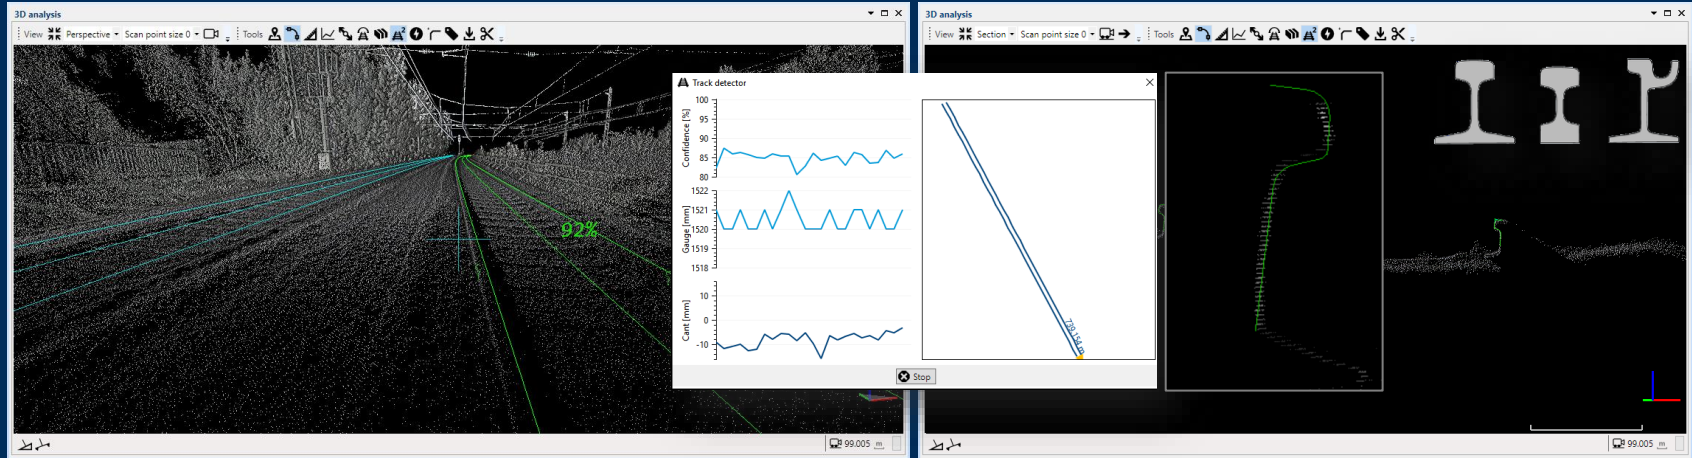 3D analysis
View Perspective Scan point size 0 Tools
92%
99.005 m
Track detector
Confidence [%]
100
95
90
85
80
Gauge [mm]
1522
1521
1520
1519
1518
Cant [mm]
10
0
-10
739.154 m
Stop
3D analysis
View Section Scan point size 0 Tools
99.005 m